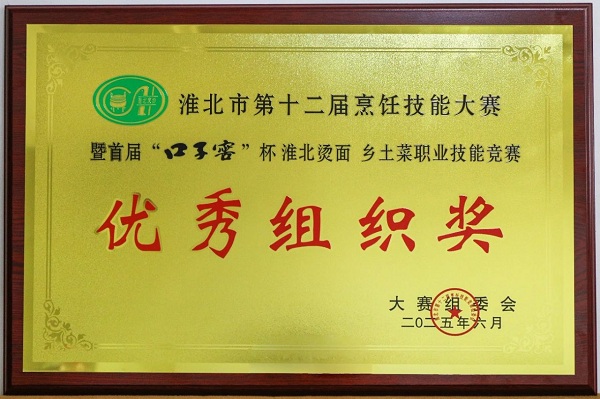 淮北市第十二届烹饪技能大赛
暨首届“口子窖”杯 淮北烫面 乡土菜职业技能竞赛
优秀组织奖
大赛组委会
二〇二五年六月